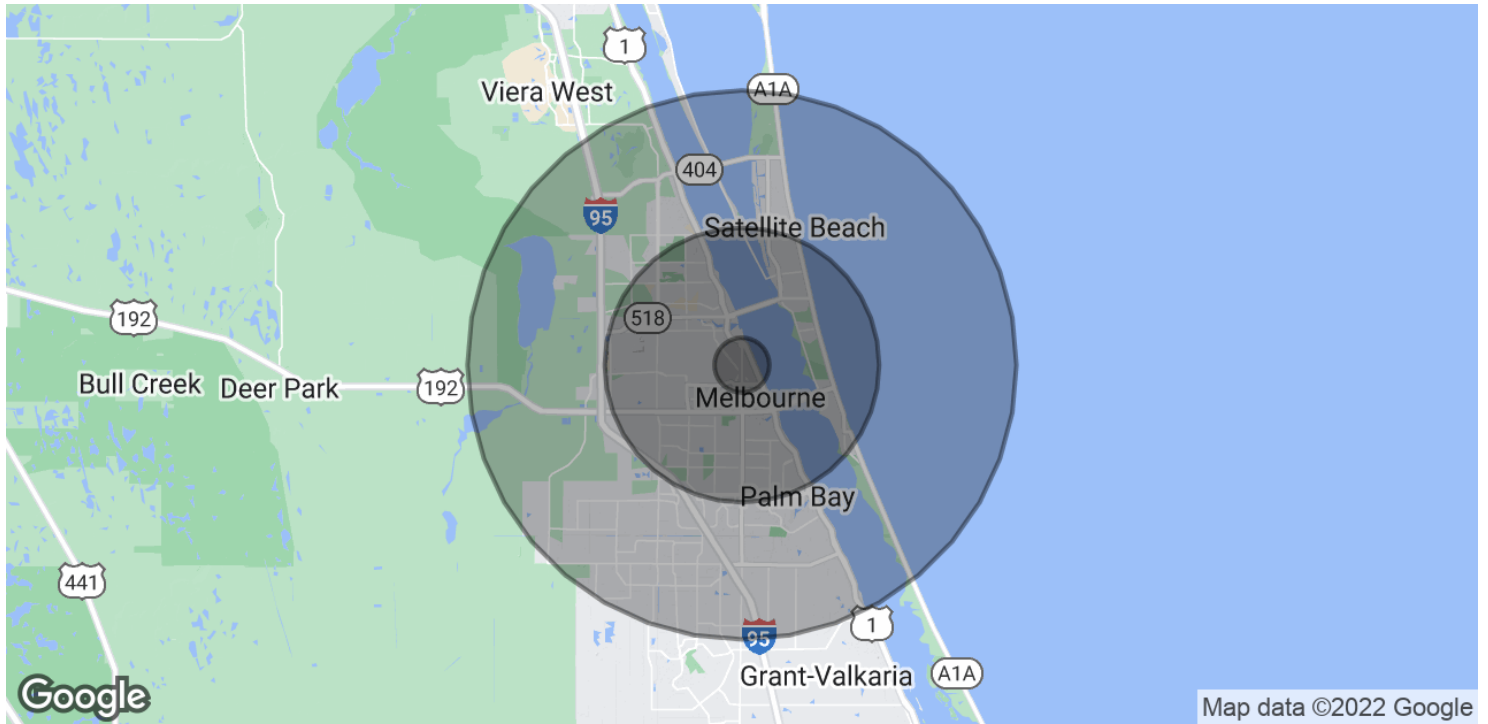 1
A1A
Viera West
404
95
Satellite Beach
192
518
Bull Creek
Deer Park
192
Melbourne
Palm Bay
441
1
95
Grant-Valkaria
A1A
Google
Map data ©2022 Google